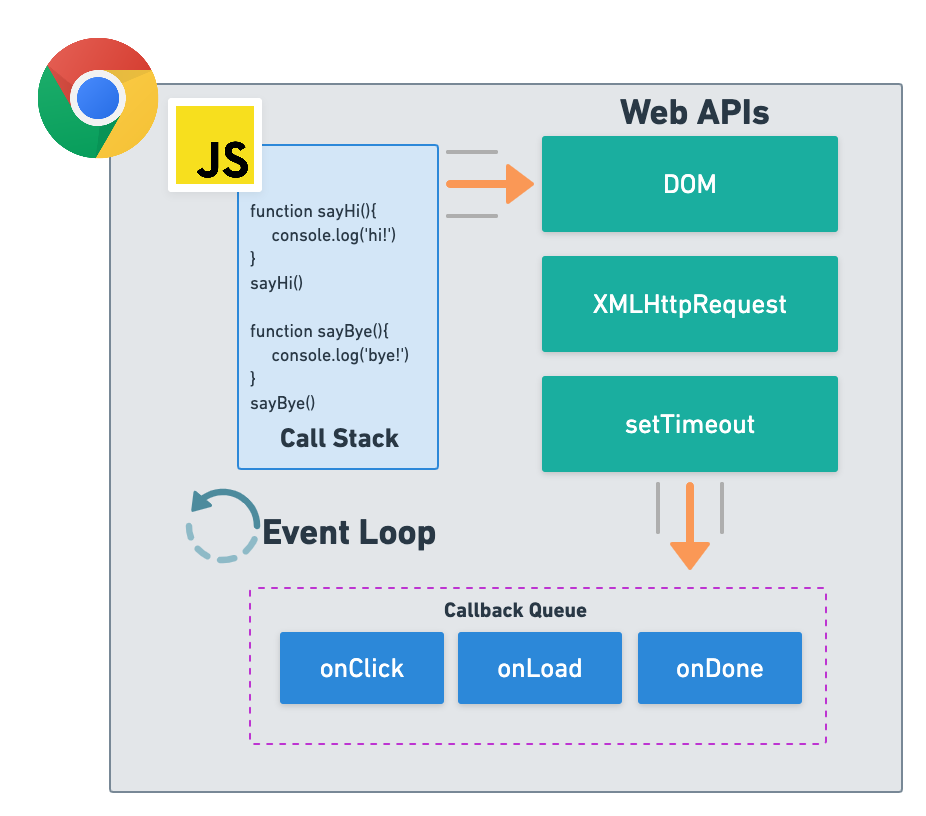 JS
function sayHi(){
console.log('hi!')
}
sayHi()
function sayBye(){
console.log('bye!')
}
sayBye()
Call Stack
Web APIs
DOM
XMLHttpRequest
setTimeout
Event Loop
Callback Queue
onClick
onLoad
onDone